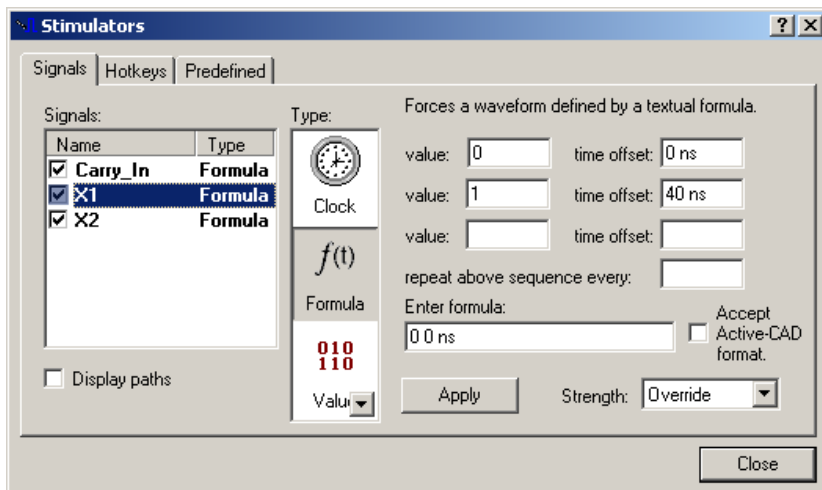 Stimulators
Signals Hotkeys Predefined
Signals:
Name Type
Carry_In Formula
X1 Formula
X2 Formula
Display paths
Type:
Clock
f(t)
Formula
010
110
Valu
Forces a waveform defined by a textual formula.
value: 0 time offset: 0 ns
value: 1 time offset: 40 ns
value: time offset:
repeat above sequence every:
Enter formula:
0 0 ns
Accept
Active-CAD
format.
Apply
Strength: Override
Close